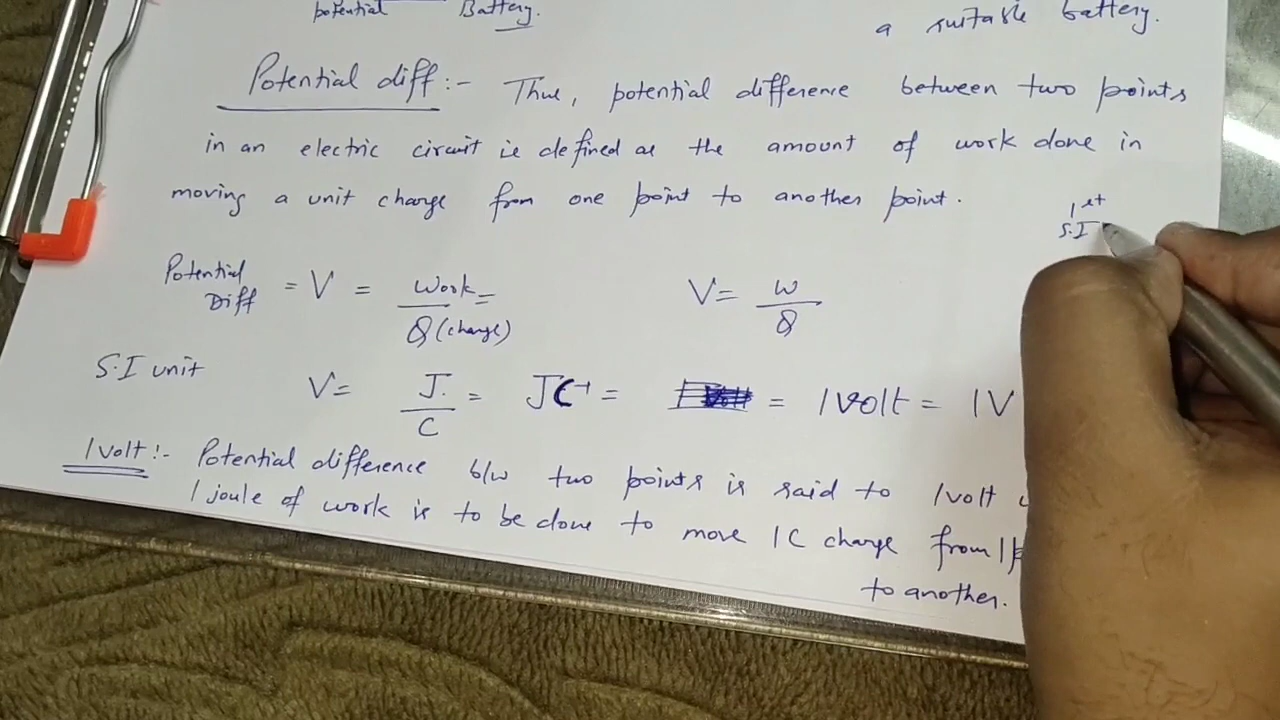 potential Battery.
a suitable battery.
Potential diff :- Thus, potential difference between two points
in an electric circuit is defined as the amount of work done in
moving a unit charge from one point to another point.
1st
S.I
Potential Diff = V = Work / Q (charge)
V = W / Q
S.I unit V = J. / C = JC-1 = = 1 volt = 1V
1 volt :- Potential difference b/w two points is said to 1 volt
1 joule of work is to be done to move 1C charge from 1
to another.